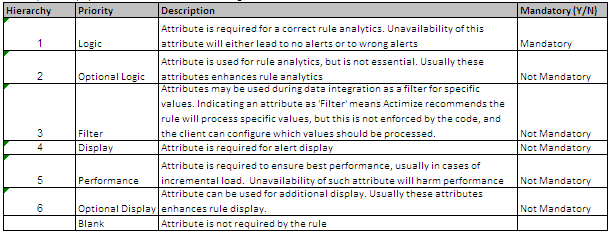 Hierarchy Priority Description Mandatory (Y/N)
Attribute is required for a correct rule analytics. Unavailability of this
1 Logic attribute will either lead to no alerts or to wrong alerts Mandatory
Attribute is used for rule analytics, but is not essential. Usually these
2 Optional Logic attributes enhances rule analytics Not Mandatory
Attributes may be used during data integration as a filter for specific
values. Indicating an attribute as 'Filter' means Actimize recommends the
rule will process specific values, but this is not enforced by the code, and
3 Filter the client can configure which values should be processed. Not Mandatory
4 Display Attribute is required for alert display Not Mandatory
Attribute is required to ensure best performance, usually in cases of
5 Performance incremental load. Unavailability of such attribute will harm performance Not Mandatory
Attribute can be used for additional display. Usually these attributes
6 Optional Display enhances rule display. Not Mandatory
Blank Attribute is not required by the rule